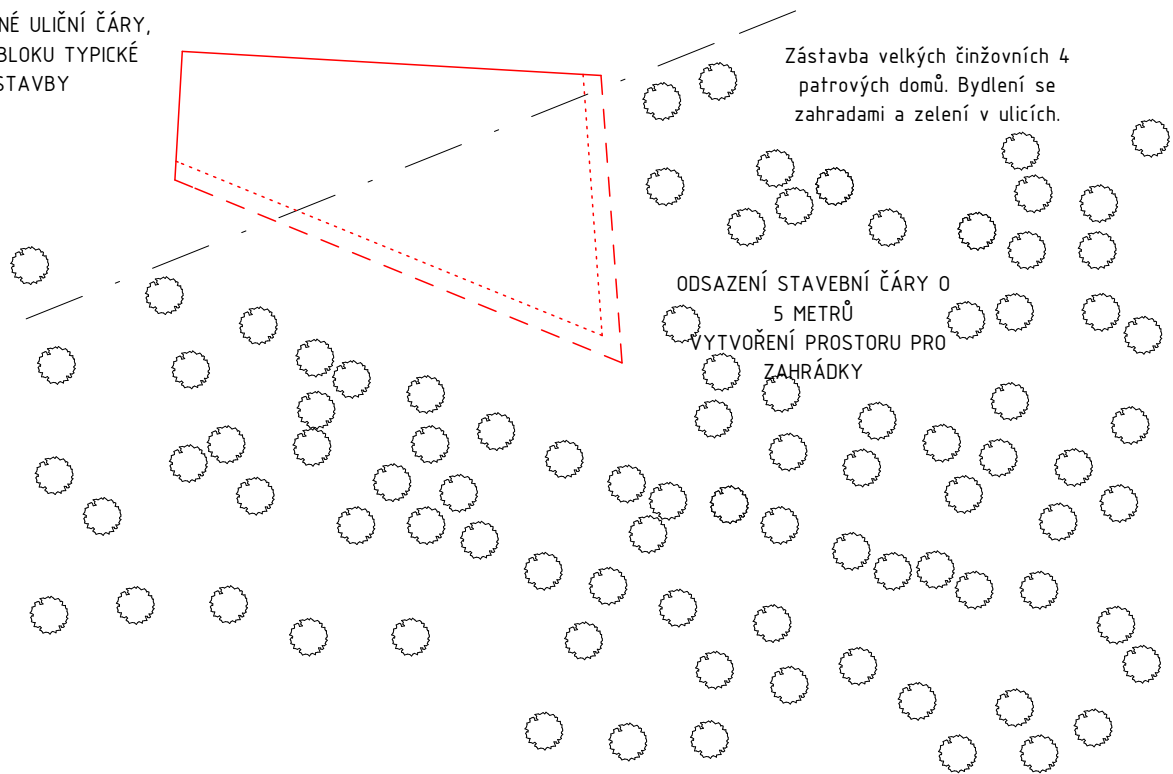 NÉ ULIČNÍ ČÁRY,
BLOKU TYPICKÉ
STAVBY
Zástavba velkých činžovních 4
patrových domů. Bydlení se
zahradami a zelení v ulicích.
ODSAZENÍ STAVEBNÍ ČÁRY O
5 METRŮ
VYTVOŘENÍ PROSTORU PRO
ZAHRÁDKY